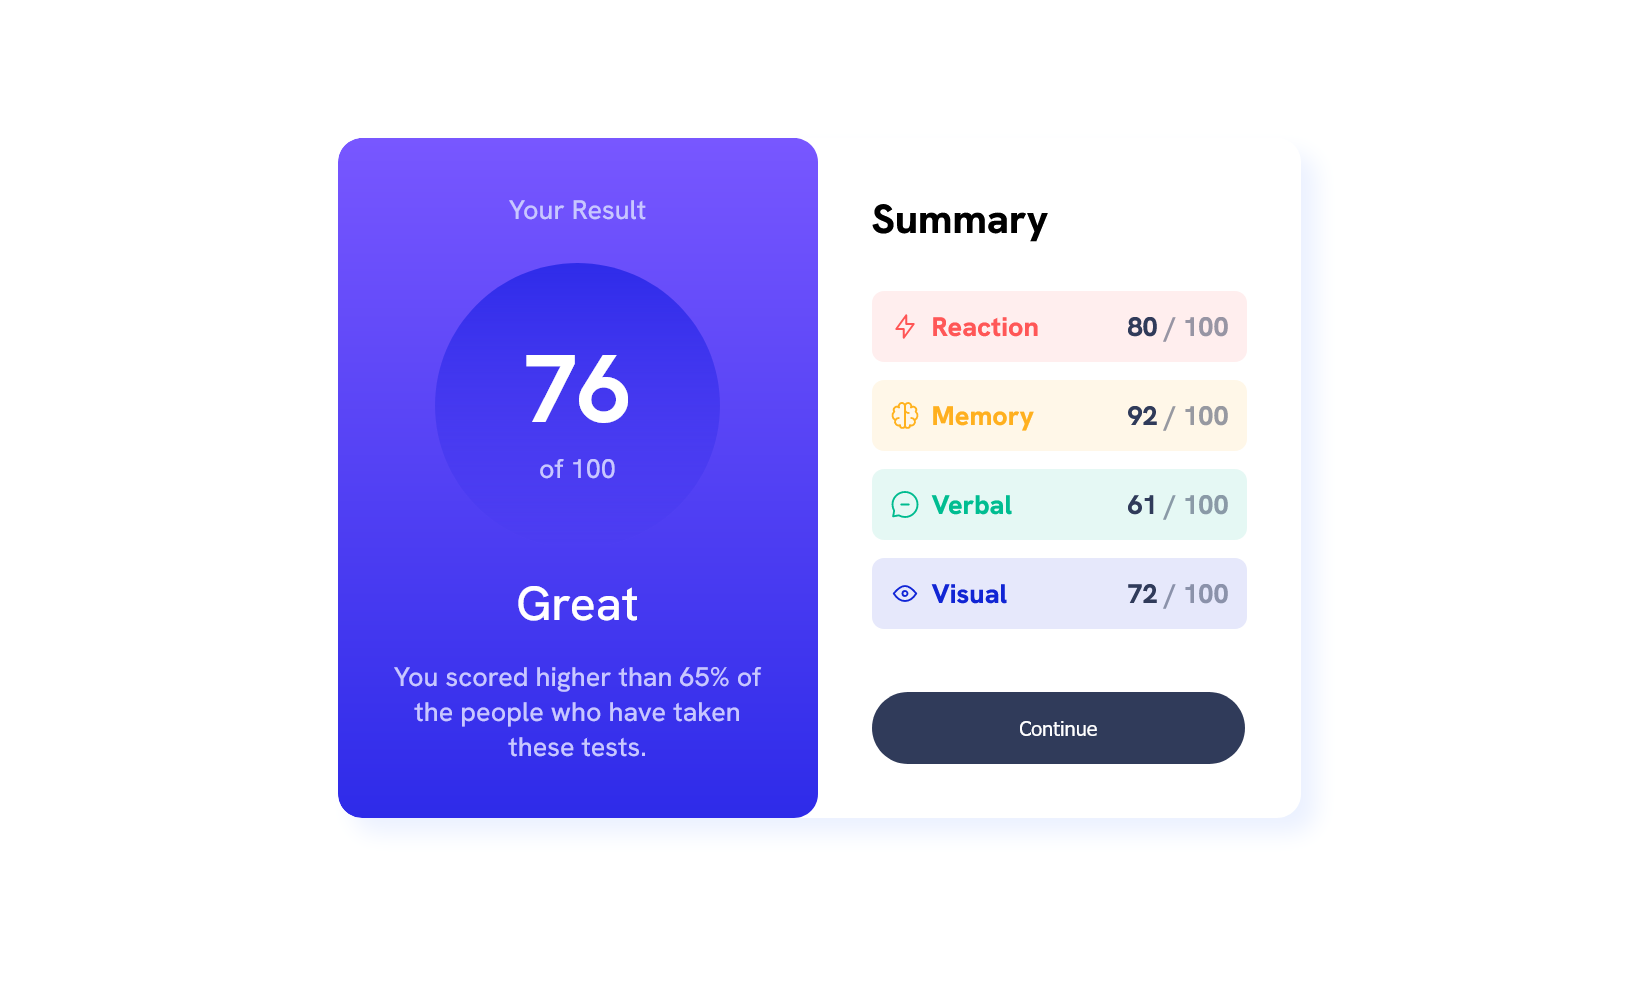 Your Result
76
of 100
Great
You scored higher than 65% of
the people who have taken
these tests.
Summary
Reaction 80 / 100
Memory 92 / 100
Verbal 61 / 100
Visual 72 / 100
Continue